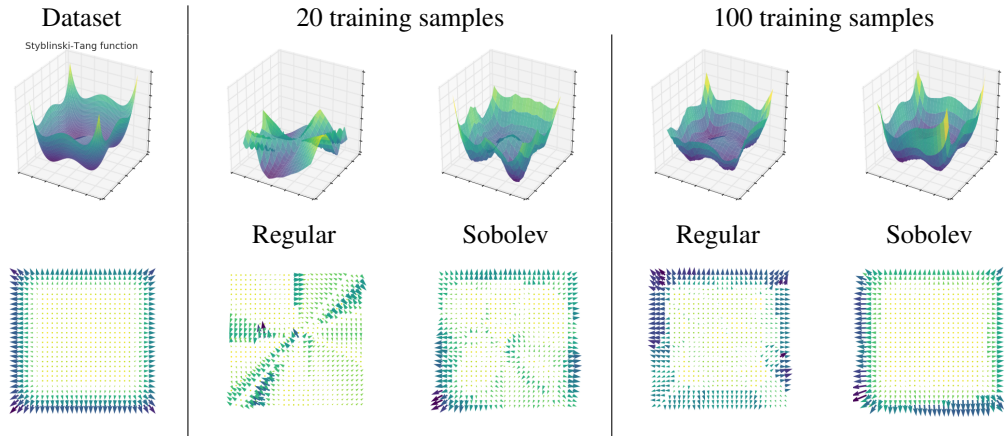 Dataset
20 training samples
100 training samples
Styblinski-Tang function
Regular
Sobolev
Regular
Sobolev